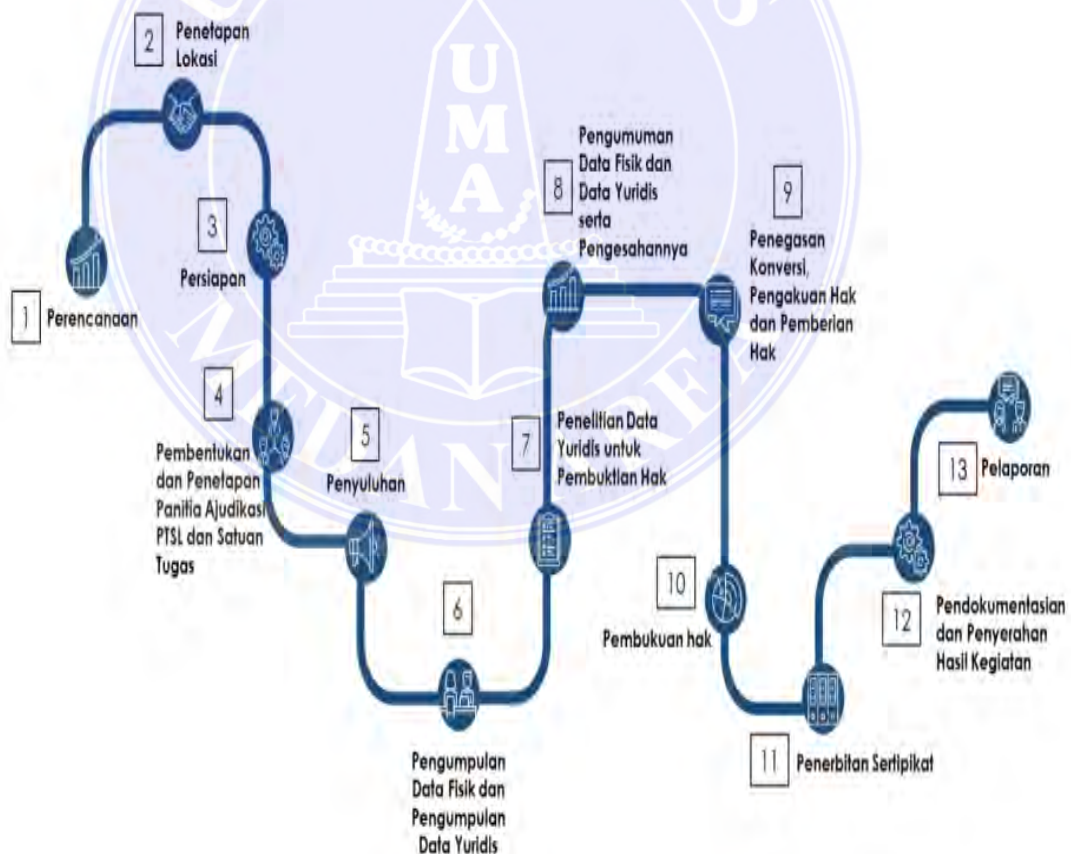 1
Perencanaan
2
Penetapan
Lokasi
3
Persiapan
4
Pembentukan
dan Penetapan
Panitia Ajudikasi
PTSL dan Satuan
Tugas
5
Penyuluhan
6
Pengumpulan
Data Fisik dan
Pengumpulan
Data Yuridis
7
Penelitian Data
Yuridis untuk
Pembuktian Hak
8
Pengumuman
Data Fisik dan
Data Yuridis
serta
Pengesahannya
9
Penegasan
Konversi,
Pengakuan Hak
dan Pemberian
Hak
10
Pembukuan hak
11
Penerbitan Sertipikat
12
Pendokumentasian
dan Penyerahan
Hasil Kegiatan
13
Pelaporan
UMA
MEDAN AREA